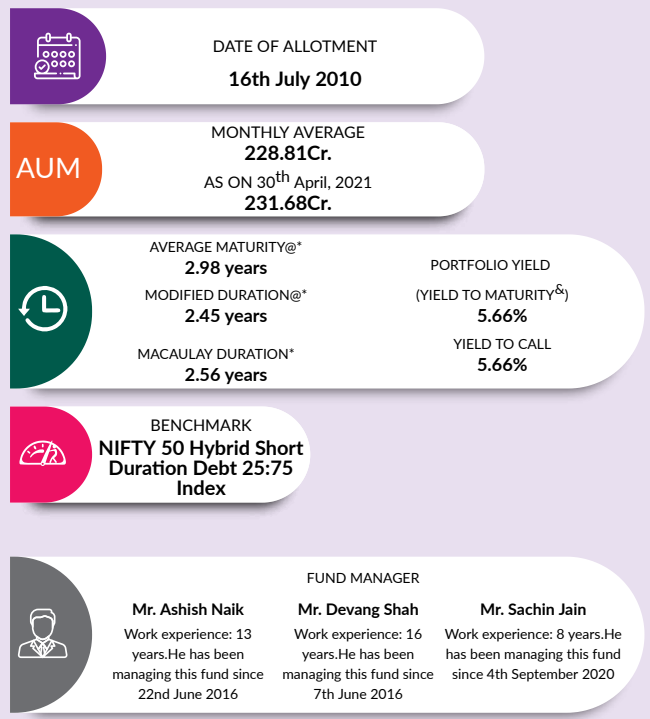 DATE OF ALLOTMENT
16th July 2010
AUM
MONTHLY AVERAGE
228.81Cr.
AS ON 30th April, 2021
231.68Cr.
AVERAGE MATURITY@*
2.98 years
MODIFIED DURATION@*
2.45 years
MACAULAY DURATION*
2.56 years
PORTFOLIO YIELD
(YIELD TO MATURITY&)
5.66%
YIELD TO CALL
5.66%
BENCHMARK
NIFTY 50 Hybrid Short
Duration Debt 25:75
Index
FUND MANAGER
Mr. Ashish Naik
Work experience: 13
years.He has been
managing this fund since
22nd June 2016
Mr. Devang Shah
Work experience: 16
years.He has been
managing this fund since
7th June 2016
Mr. Sachin Jain
Work experience: 8 years.He
has been managing this fund
since 4th September 2020